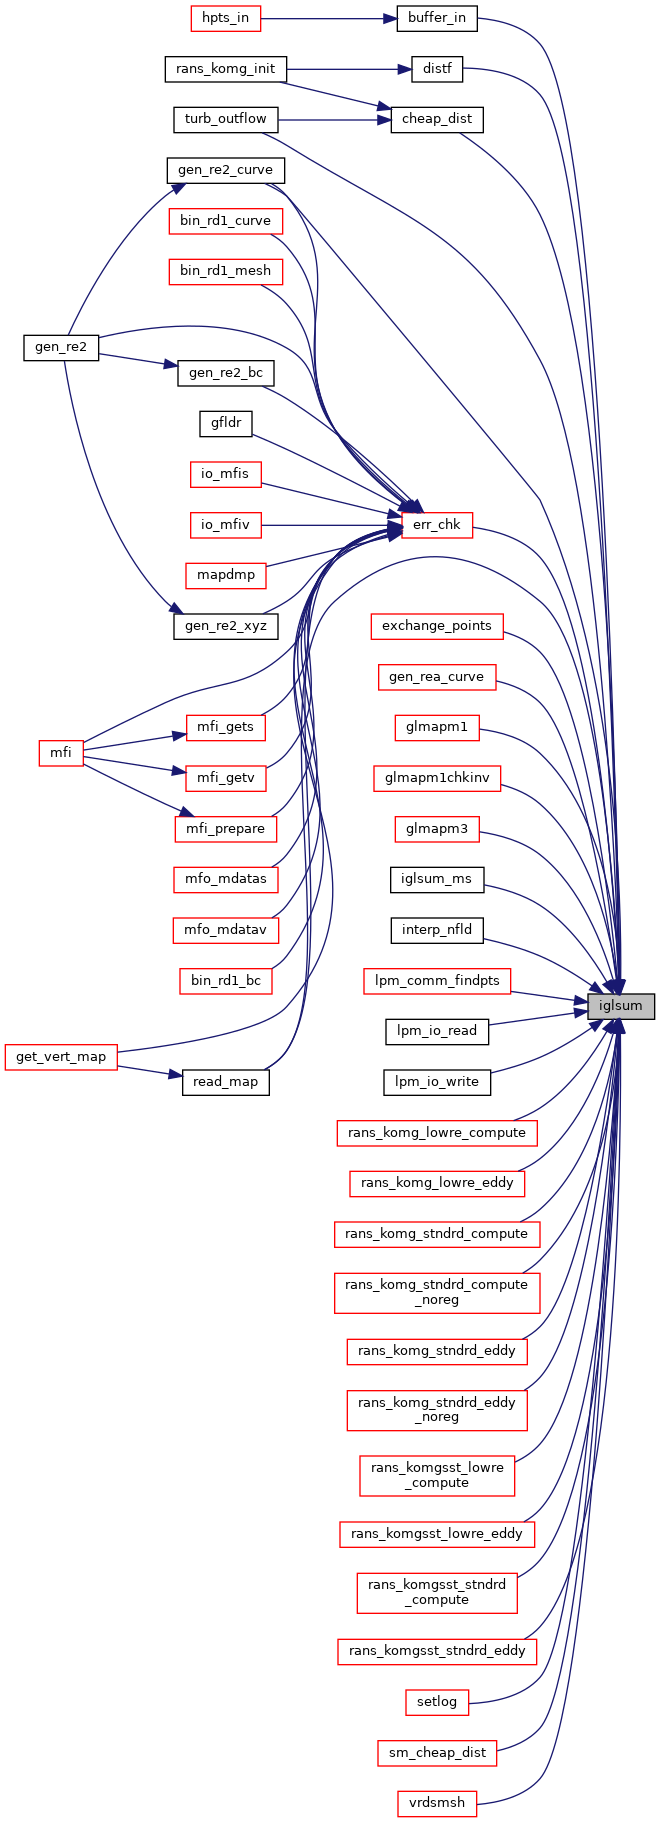 hpts_in
buffer_in
rans_komg_init
distf
turb_outflow
cheap_dist
gen_re2_curve
bin_rd1_curve
bin_rd1_mesh
gen_re2
gen_re2_bc
gfldr
io_mfis
io_mfiv
err_chk
mapdmp
gen_re2_xyz
exchange_points
gen_rea_curve
mfi_gets
glmapm1
mfi
mfi_getv
glmapm1chkinv
mfi_prepare
glmapm3
mfo_mdatas
iglsum_ms
mfo_mdatav
interp_nfld
bin_rd1_bc
lpm_comm_findpts
iglsum
lpm_io_read
get_vert_map
read_map
lpm_io_write
rans_komg_lowre_compute
rans_komg_lowre_eddy
rans_komg_stndrd_compute
rans_komg_stndrd_compute
_noreg
rans_komg_stndrd_eddy
rans_komg_stndrd_eddy
_noreg
rans_komgsst_lowre
_compute
rans_komgsst_lowre_eddy
rans_komgsst_stndrd
_compute
rans_komgsst_stndrd_eddy
setlog
sm_cheap_dist
vrdsmsh